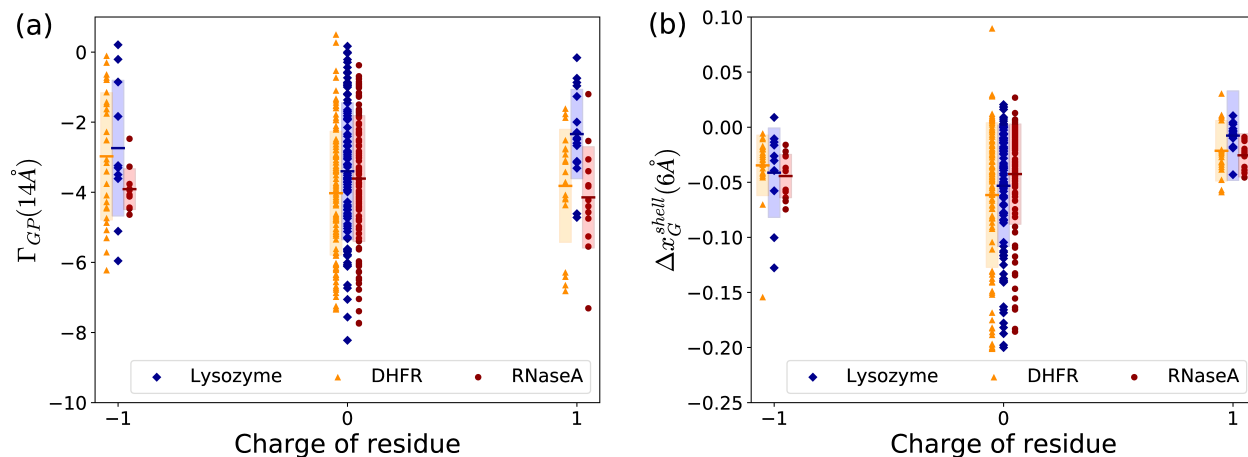 (a)
Γ_GP(14Å)
0
−2
−4
−6
−8
−10
Lysozyme DHFR RNaseA
−1 0 1
Charge of residue
(b)
Δx_G^shell(6Å)
0.10
0.05
0.00
−0.05
−0.10
−0.15
−0.20
−0.25
Lysozyme DHFR RNaseA
−1 0 1
Charge of residue